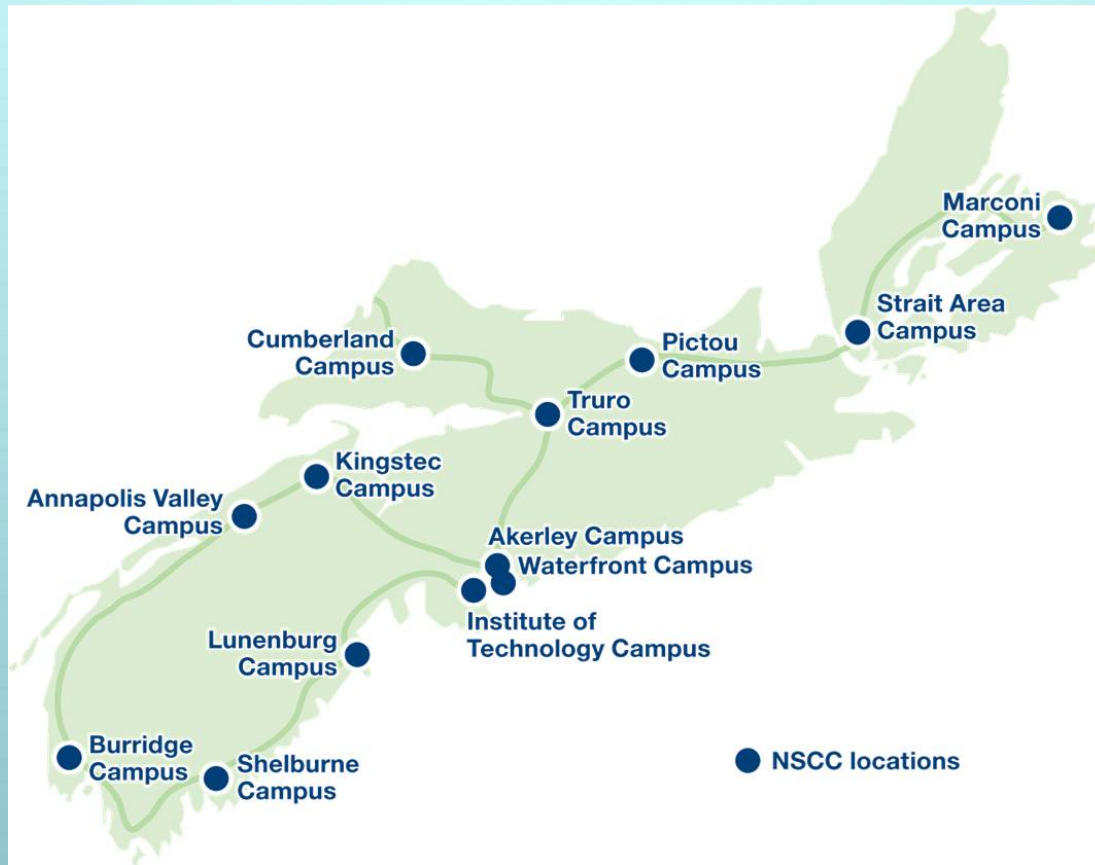 Marconi
Campus
Strait Area
Campus
Cumberland
Campus
Pictou
Campus
Truro
Campus
Kingstec
Campus
Annapolis Valley
Campus
Akerley Campus
Waterfront Campus
Institute of
Technology Campus
Lunenburg
Campus
Burridge
Campus
Shelburne
Campus
NSCC locations